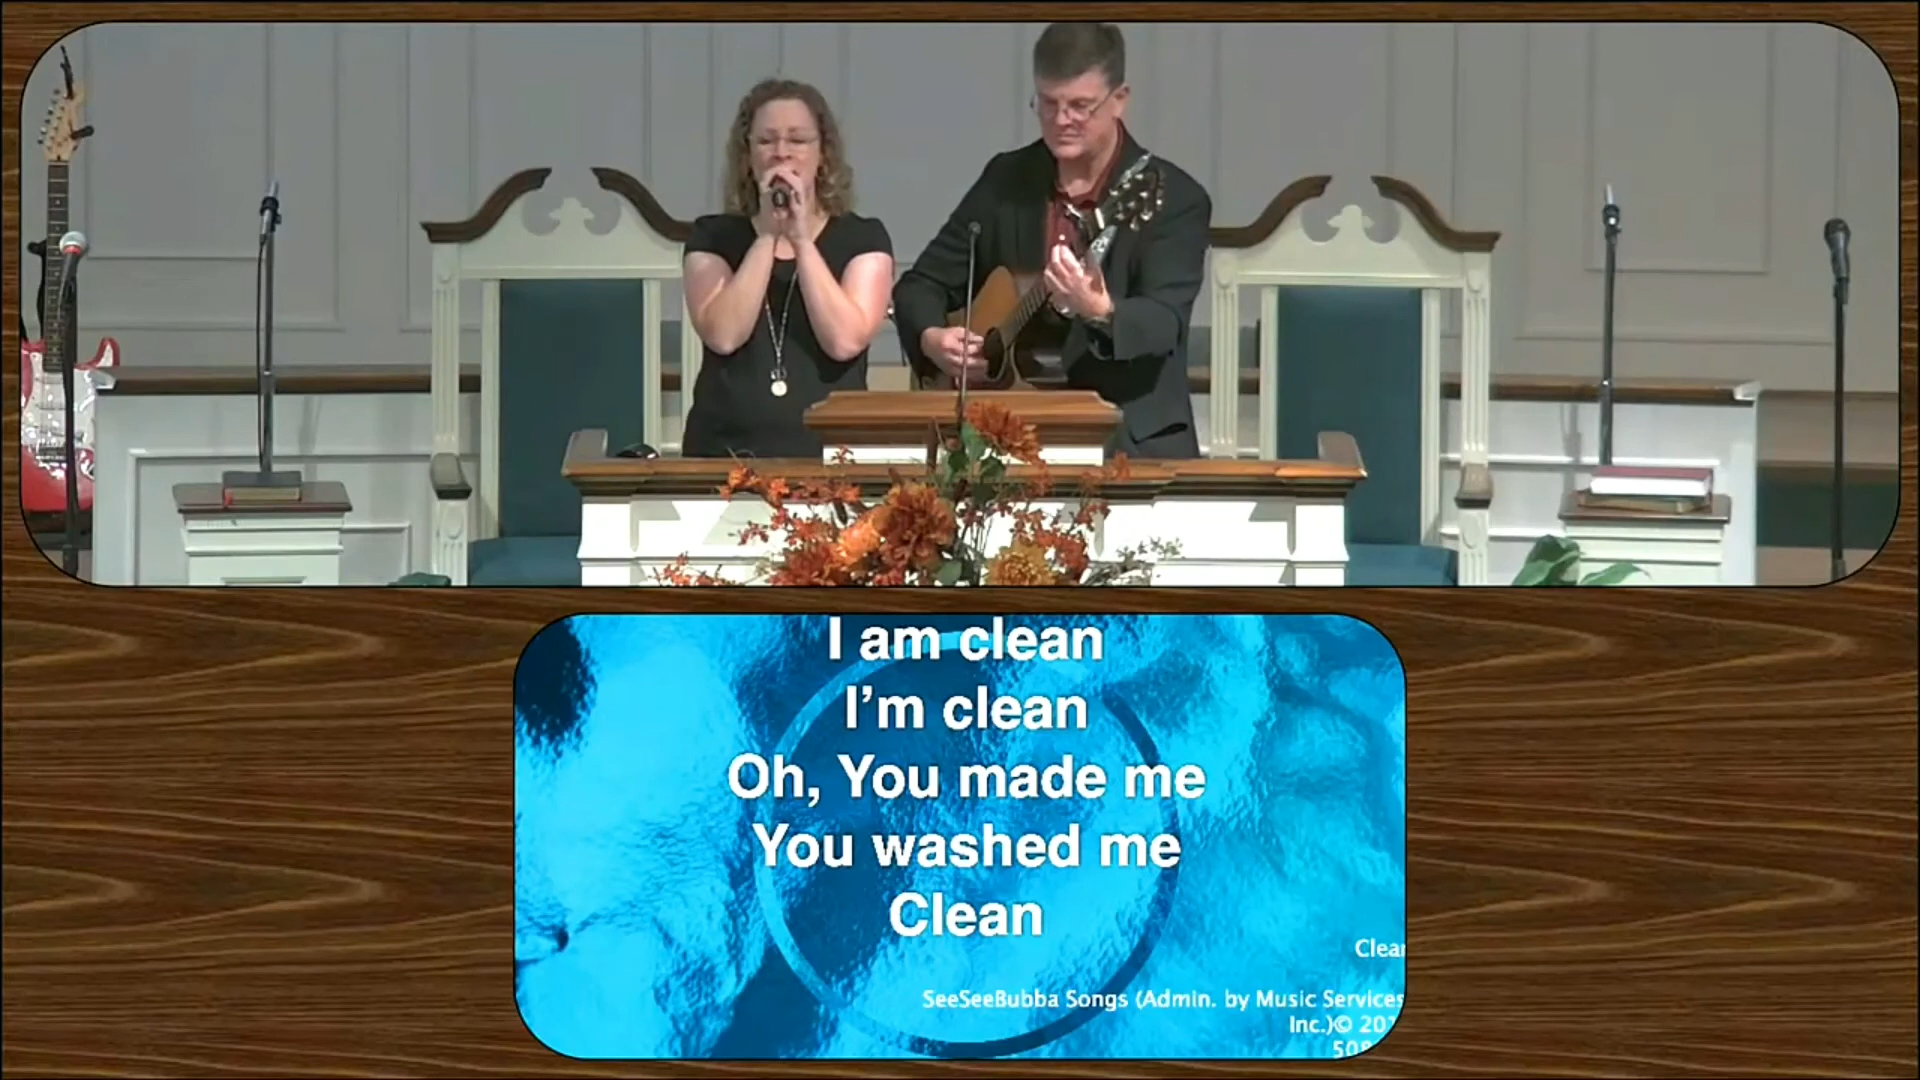 I am clean
I'm clean
Oh, You made me
You washed me
Clean
SeeSeeBubba Songs (Admin. by Music Services
Inc.)©